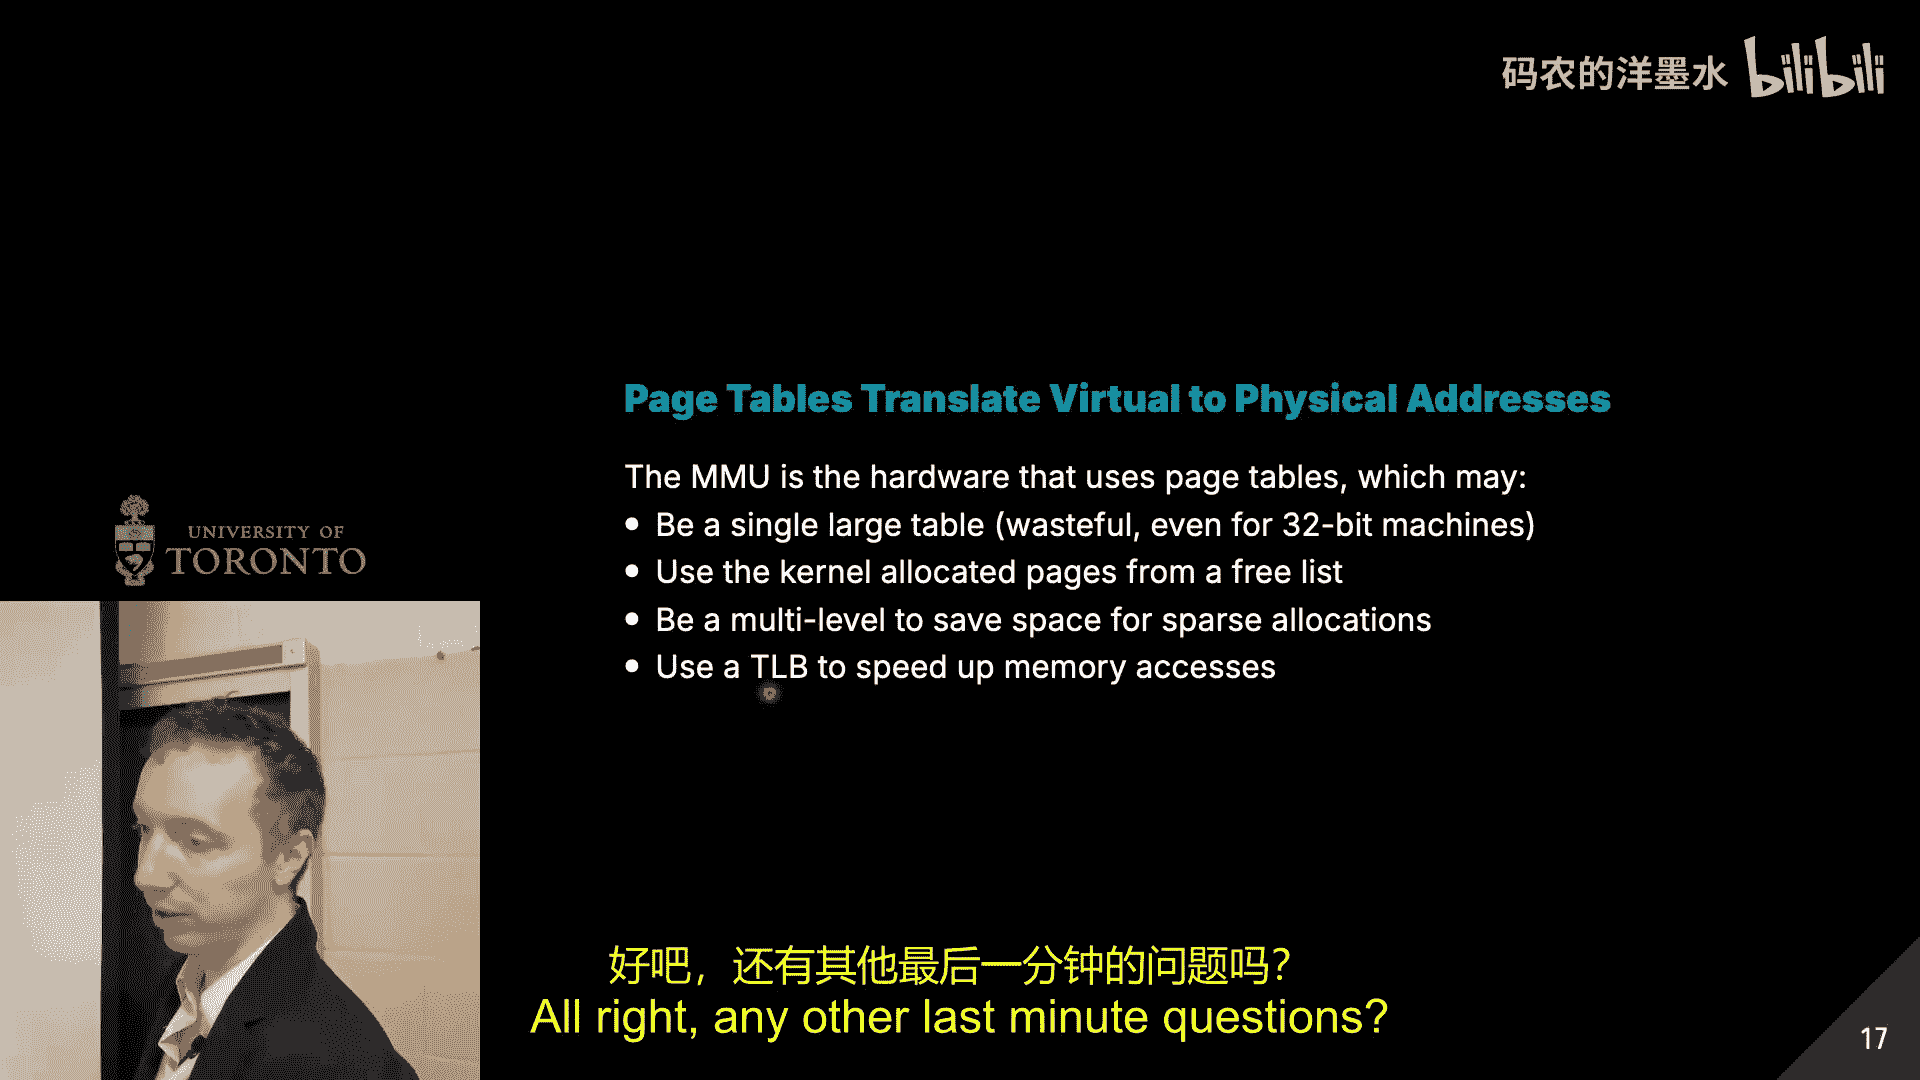 码农的洋墨水 bilibili
Page Tables Translate Virtual to Physical Addresses
The MMU is the hardware that uses page tables, which may:
• Be a single large table (wasteful, even for 32-bit machines)
• Use the kernel allocated pages from a free list
• Be a multi-level to save space for sparse allocations
• Use a TLB to speed up memory accesses
UNIVERSITY OF
TORONTO
好吧，还有其他最后一分钟的问题吗？
All right, any other last minute questions?
17